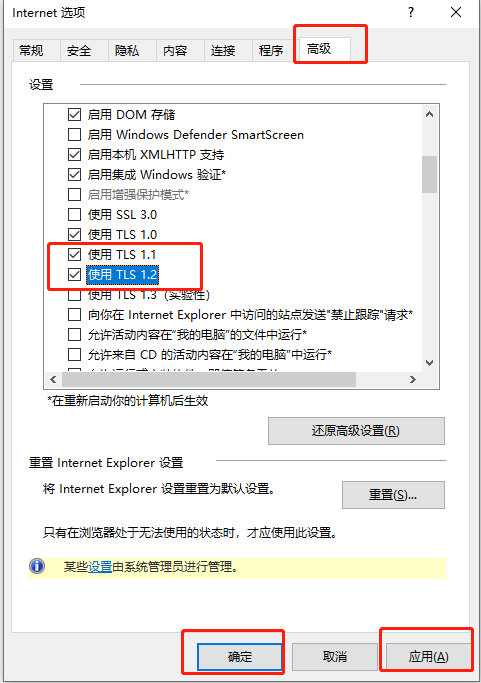 Internet 选项
?
常规 安全 隐私 内容 连接 程序 高级
设置
启用 DOM 存储
启用 Windows Defender SmartScreen
启用本机 XMLHTTP 支持
启用集成 Windows 验证*
启用增强保护模式*
使用 SSL 3.0
使用 TLS 1.0
使用 TLS 1.1
使用 TLS 1.2
使用 TLS 1.3（实验性）
向你在 Internet Explorer 中访问的站点发送"禁止跟踪"请求*
允许活动内容在“我的电脑”的文件中运行*
允许来自 CD 的活动内容在“我的电脑”中运行*
*在重新启动你的计算机后生效
还原高级设置(R)
重置 Internet Explorer 设置
将 Internet Explorer 设置重置为默认设置。
重置(S)...
只有在浏览器处于无法使用的状态时，才应使用此设置。
某些设置由系统管理员进行管理。
确定 取消 应用(A)